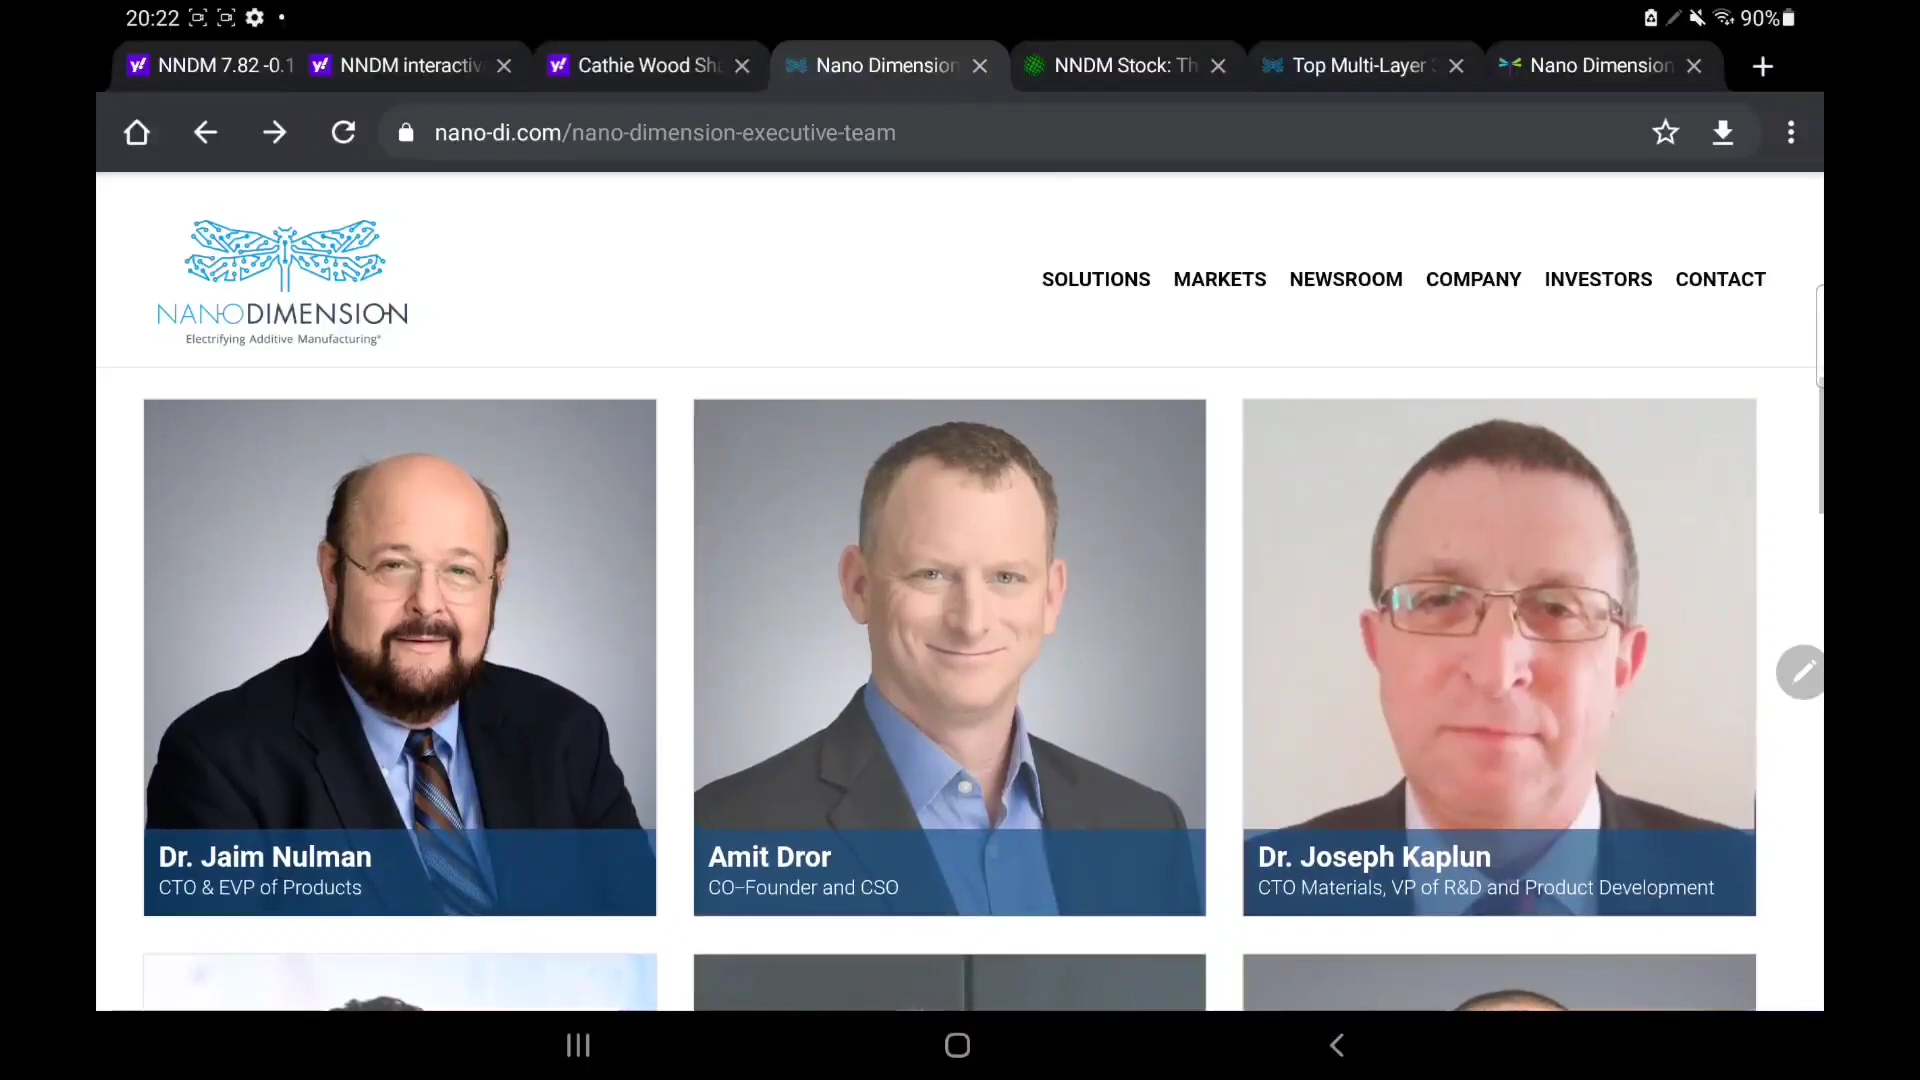 20:22
90%
NNDM 7.82 -0.1
NNDM interactiv
Cathie Wood Sha
Nano Dimension
NNDM Stock: Th
Top Multi-Layer
Nano Dimension
nano-di.com/nano-dimension-executive-team
NANODIMENSION
Electrifying Additive Manufacturing®
SOLUTIONS MARKETS NEWSROOM COMPANY INVESTORS CONTACT
Dr. Jaim Nulman
CTO & EVP of Products
Amit Dror
CO–Founder and CSO
Dr. Joseph Kaplun
CTO Materials, VP of R&D and Product Development